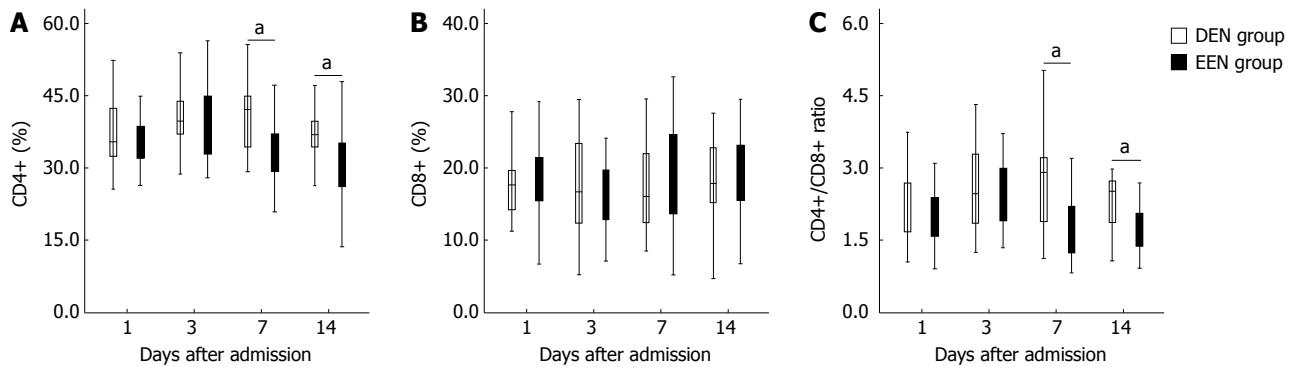 A
60.0
45.0
30.0
15.0
0.0
CD4+ (%)
a
a
1 3 7 14
Days after admission
B
40.0
30.0
20.0
10.0
0.0
CD8+ (%)
1 3 7 14
Days after admission
C
6.0
4.5
3.0
1.5
0.0
CD4+/CD8+ ratio
a
a
1 3 7 14
Days after admission
DEN group
EEN group